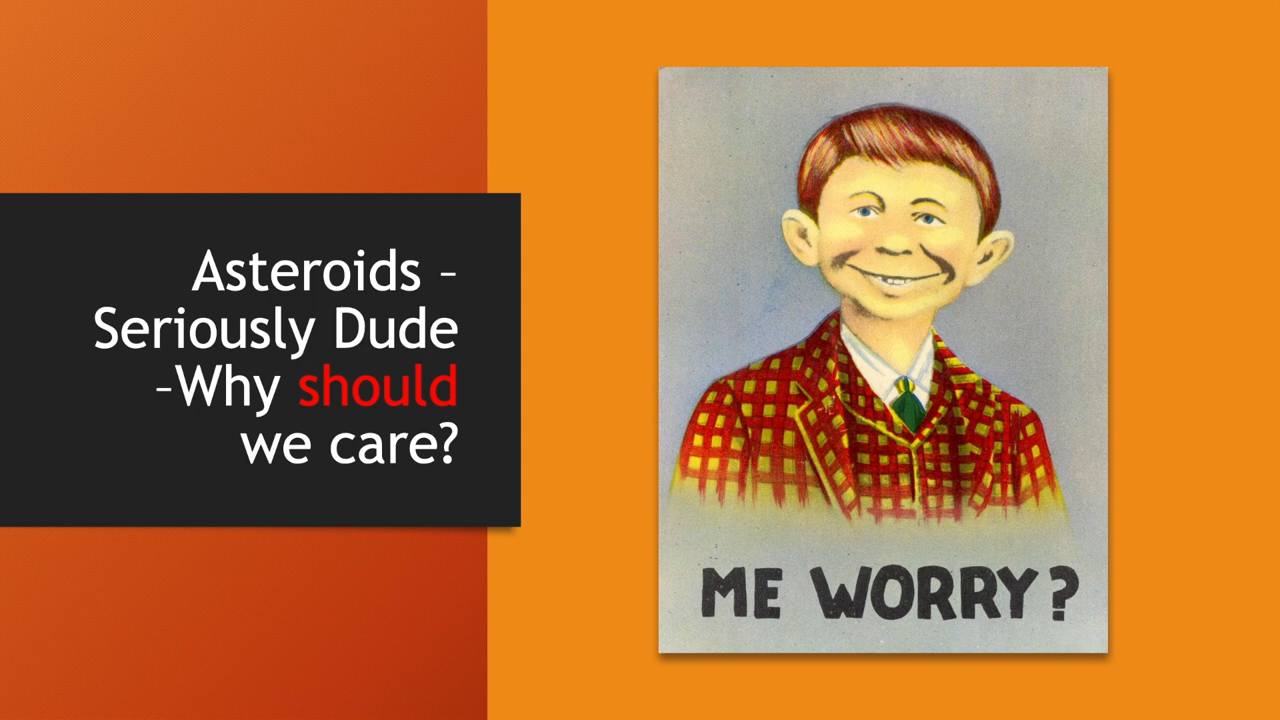 Asteroids –
Seriously Dude
–Why should
we care?
ME WORRY?